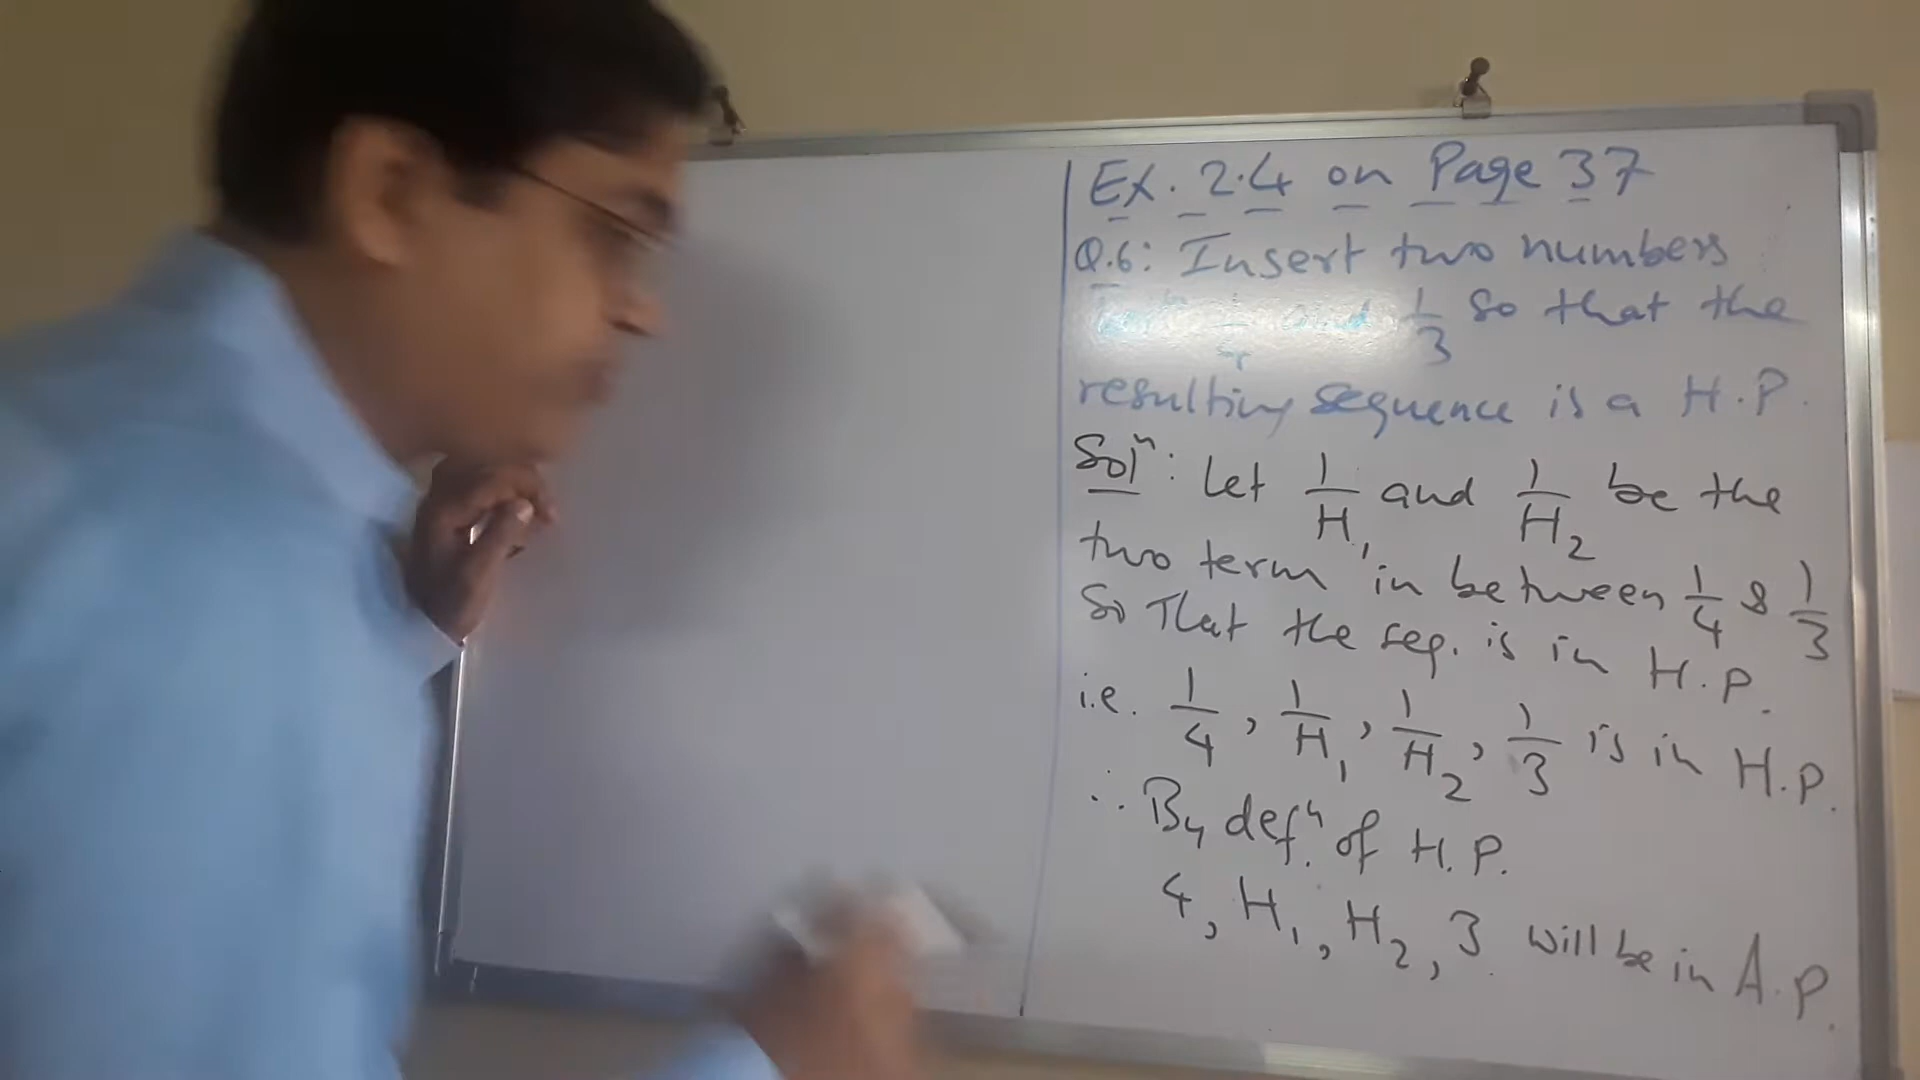 Ex. 2.4 on Page 37
Q.6: Insert two numbers
1/4 and 1/3 so that the
resulting sequence is a H.P.
Solⁿ: Let 1/H₁ and 1/H₂ be the
two term in between 1/4 & 1/3
So That the seq. is in H.P.
i.e. 1/4, 1/H₁, 1/H₂, 1/3 is in H.P.
∴ By defⁿ. of H.P.
4, H₁, H₂, 3 will be in A.P.